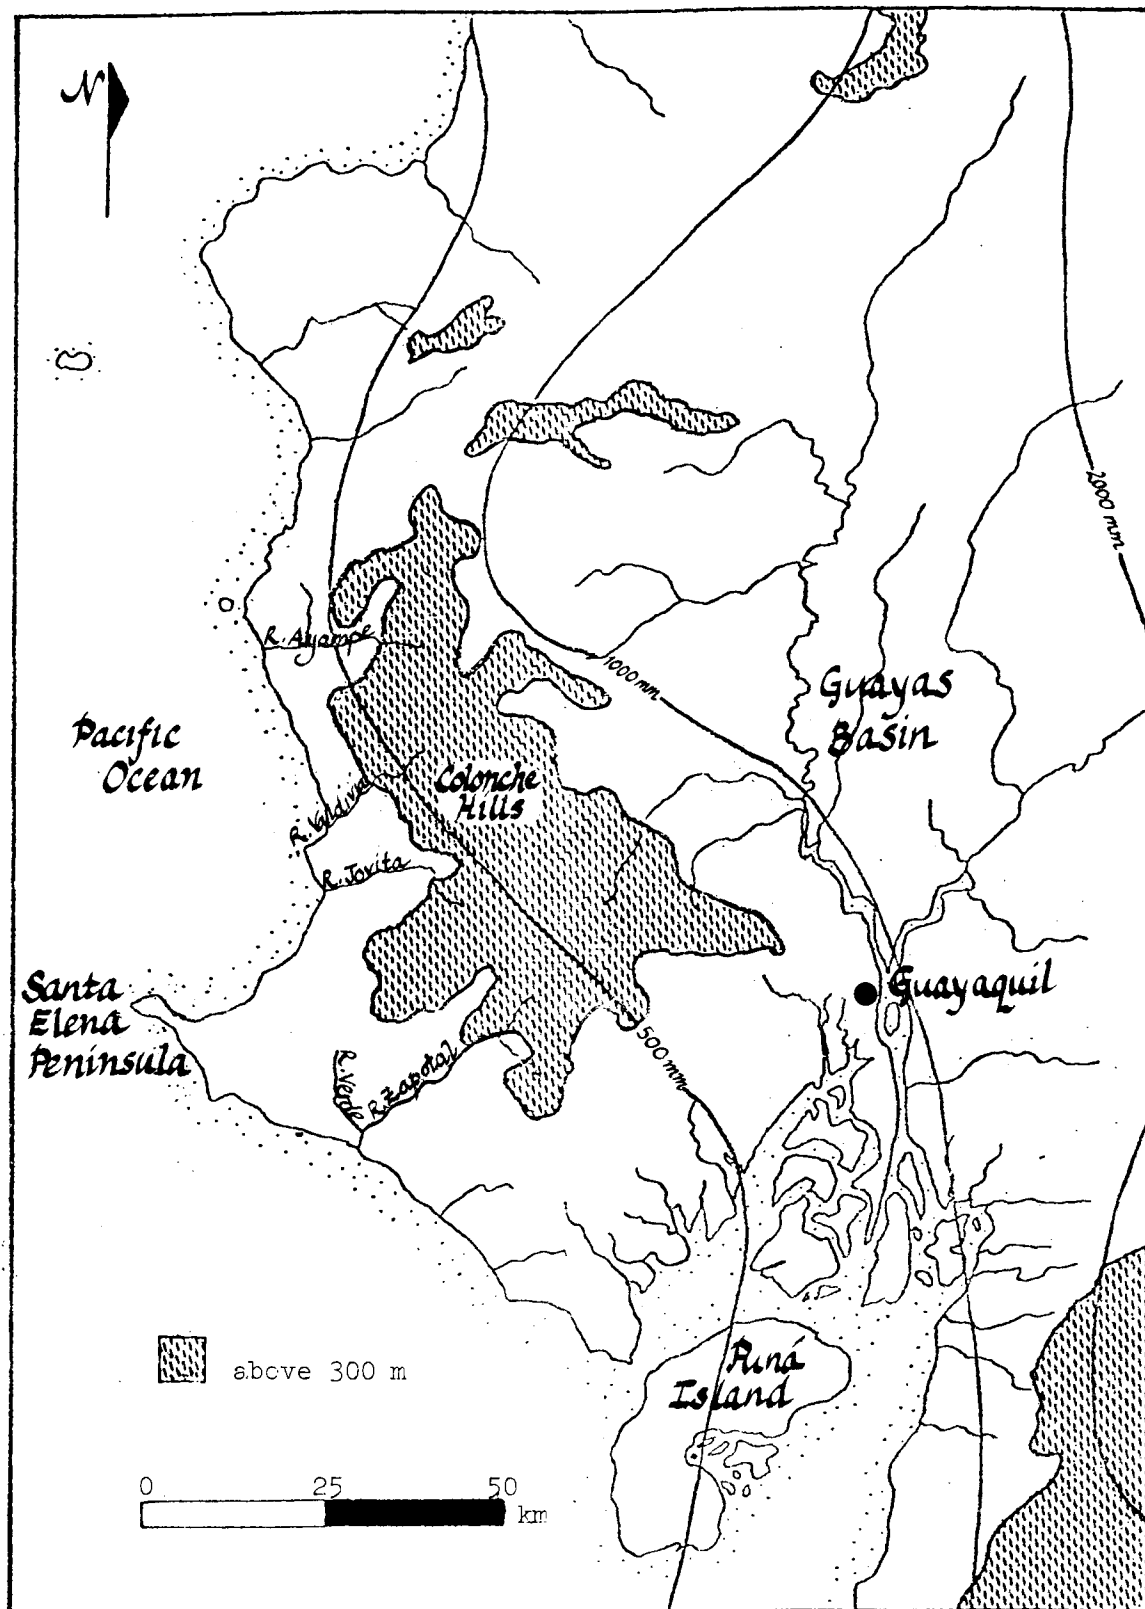 N
2000 mm
R. Ayampe
1000 mm
Guayas
Basin
Pacific
Ocean
Colonche
Hills
R. Valdivia
R. Jovita
Santa
Elena
Peninsula
Guayaquil
R. Verde
R. Zapotal
500 mm
Puná
Island
above 300 m
0 25 50
km